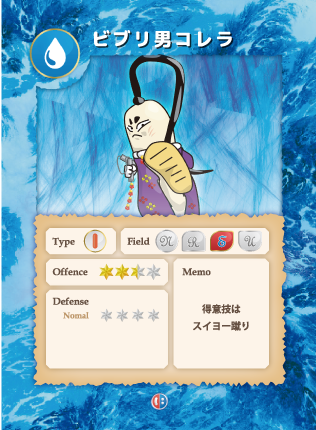 ビブリ男コレラ
Type
Field N R S U
Offence
Memo
Defense
Nomal
得意技は
スイヨー蹴り